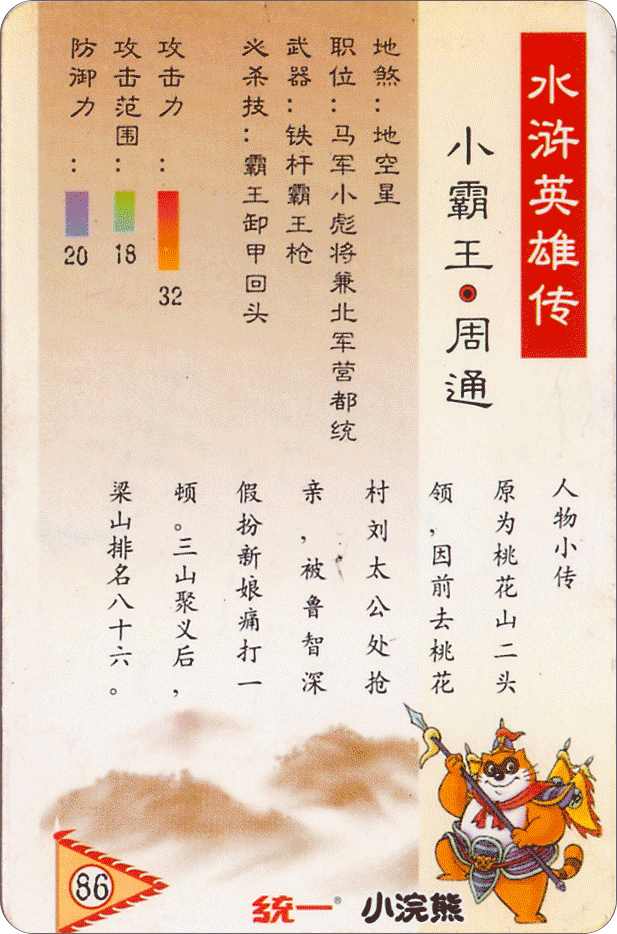 水浒英雄传
小霸王·周通
地煞：地空星
职位：马军小彪将兼北军营都统
武器：铁杆霸王枪
必杀技：霸王卸甲回头
攻击力：
32
攻击范围：
18
防御力：
20
人物小传
原为桃花山二头
领，因前去桃花
村刘太公处抢
亲，被鲁智深
假扮新娘痛打一
顿。三山聚义后，
梁山排名八十六。
86
统一®
小浣熊